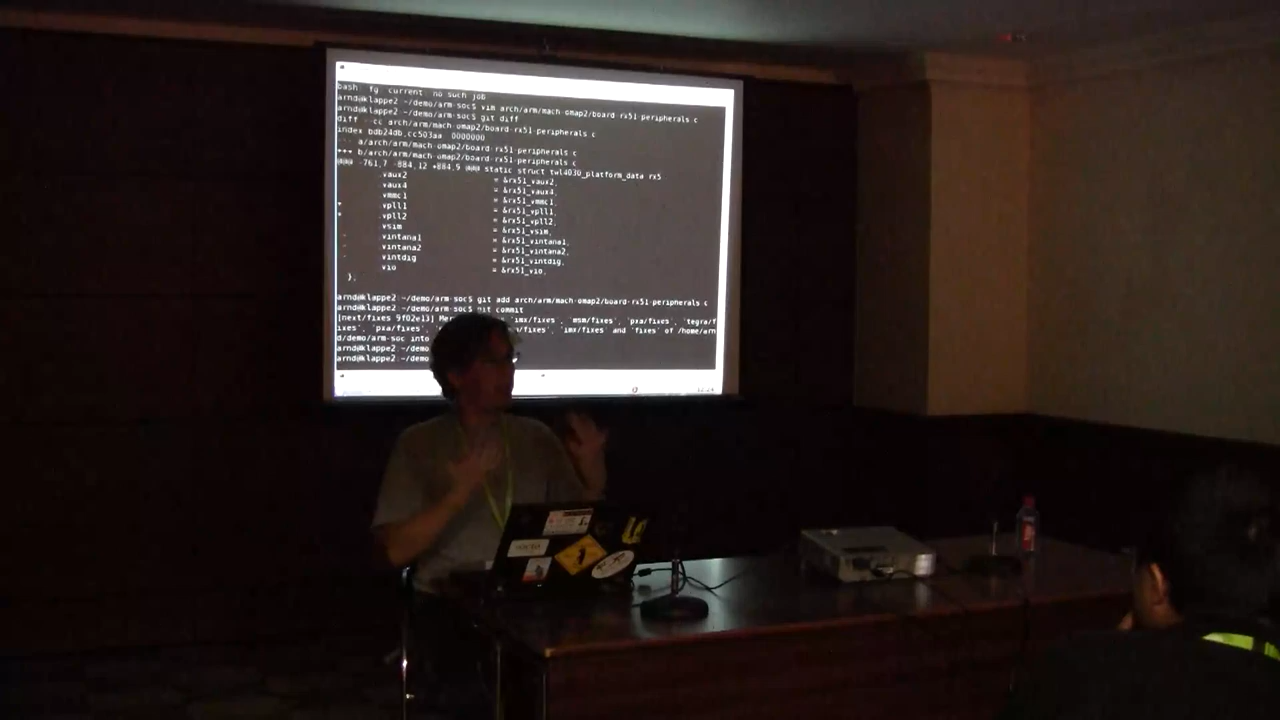 bash fg current no such job
arnd@klappe2 ~/demo/arm-soc$ vim arch/arm/mach-omap2/board-rx51-peripherals.c
arnd@klappe2 ~/demo/arm-soc$ git diff
diff --cc arch/arm/mach-omap2/board-rx51-peripherals.c
index bdb24db,cc503aa 0000000
--- a/arch/arm/mach-omap2/board-rx51-peripherals.c
+++ b/arch/arm/mach-omap2/board-rx51-peripherals.c
@@@ -761,7 -884,12 +884,9 @@@ static struct twl4030_platform_data rx5
.vaux2 = &rx51_vaux2,
.vaux4 = &rx51_vaux4,
.vmmc1 = &rx51_vmmc1,
+ .vpll1 = &rx51_vpll1,
+ .vpll2 = &rx51_vpll2,
.vsim = &rx51_vsim,
- .vintana1 = &rx51_vintana1,
- .vintana2 = &rx51_vintana2,
- .vintdig = &rx51_vintdig,
.vio = &rx51_vio,
};
arnd@klappe2 ~/demo/arm-soc$ git add arch/arm/mach-omap2/board-rx51-peripherals.c
arnd@klappe2 ~/demo/arm-soc$ git commit
[next/fixes 9f02e13] Mer 'imx/fixes', 'msm/fixes', 'pxa/fixes', 'tegra/f
ixes', 'pxa/fixes', /fixes', 'imx/fixes' and 'fixes' of /home/arn
d/demo/arm-soc into
arnd@klappe2 ~/demo
arnd@klappe2 ~/demo